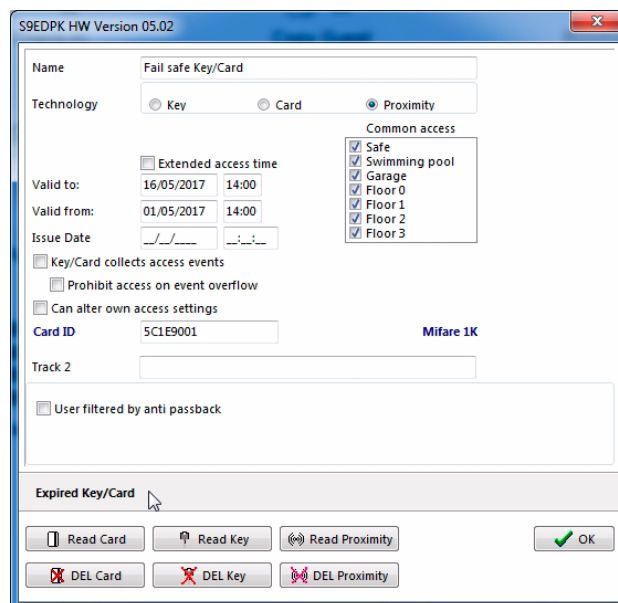 S9EDPK HW Version 05.02
Name Fail safe Key/Card
Technology Key Card Proximity
Common access
Safe
Extended access time Swimming pool
Valid to: 16/05/2017 14:00 Garage
Floor 0
Valid from: 01/05/2017 14:00 Floor 1
Floor 2
Issue Date __/__/____ __:__:__ Floor 3
Key/Card collects access events
Prohibit access on event overflow
Can alter own access settings
Card ID 5C1E9001 Mifare 1K
Track 2
User filtered by anti passback
Expired Key/Card
Read Card Read Key Read Proximity OK
DEL Card DEL Key DEL Proximity